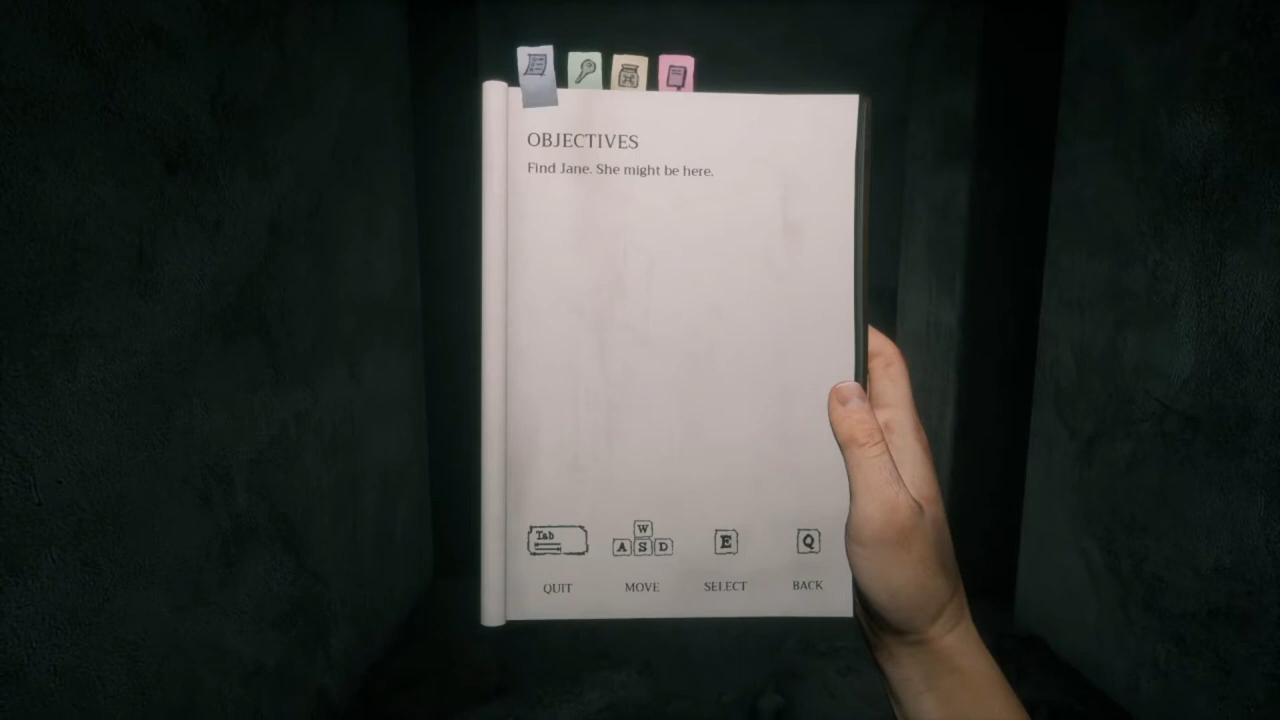 OBJECTIVES
Find Jane. She might be here.
Tab
W
A S D
E
Q
QUIT
MOVE
SELECT
BACK